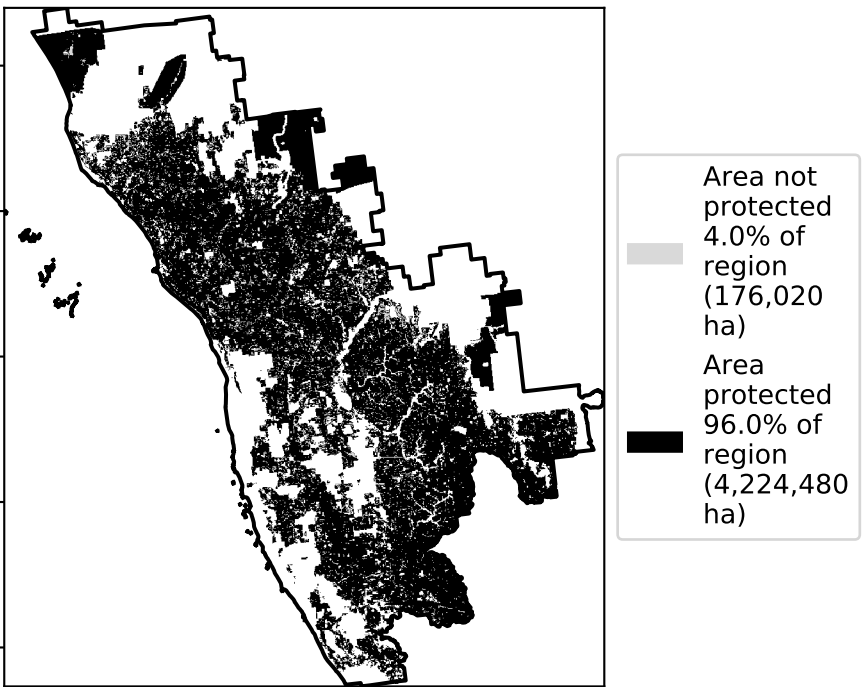 Area not
protected
4.0% of
region
(176,020
ha)
Area
protected
96.0% of
region
(4,224,480
ha)